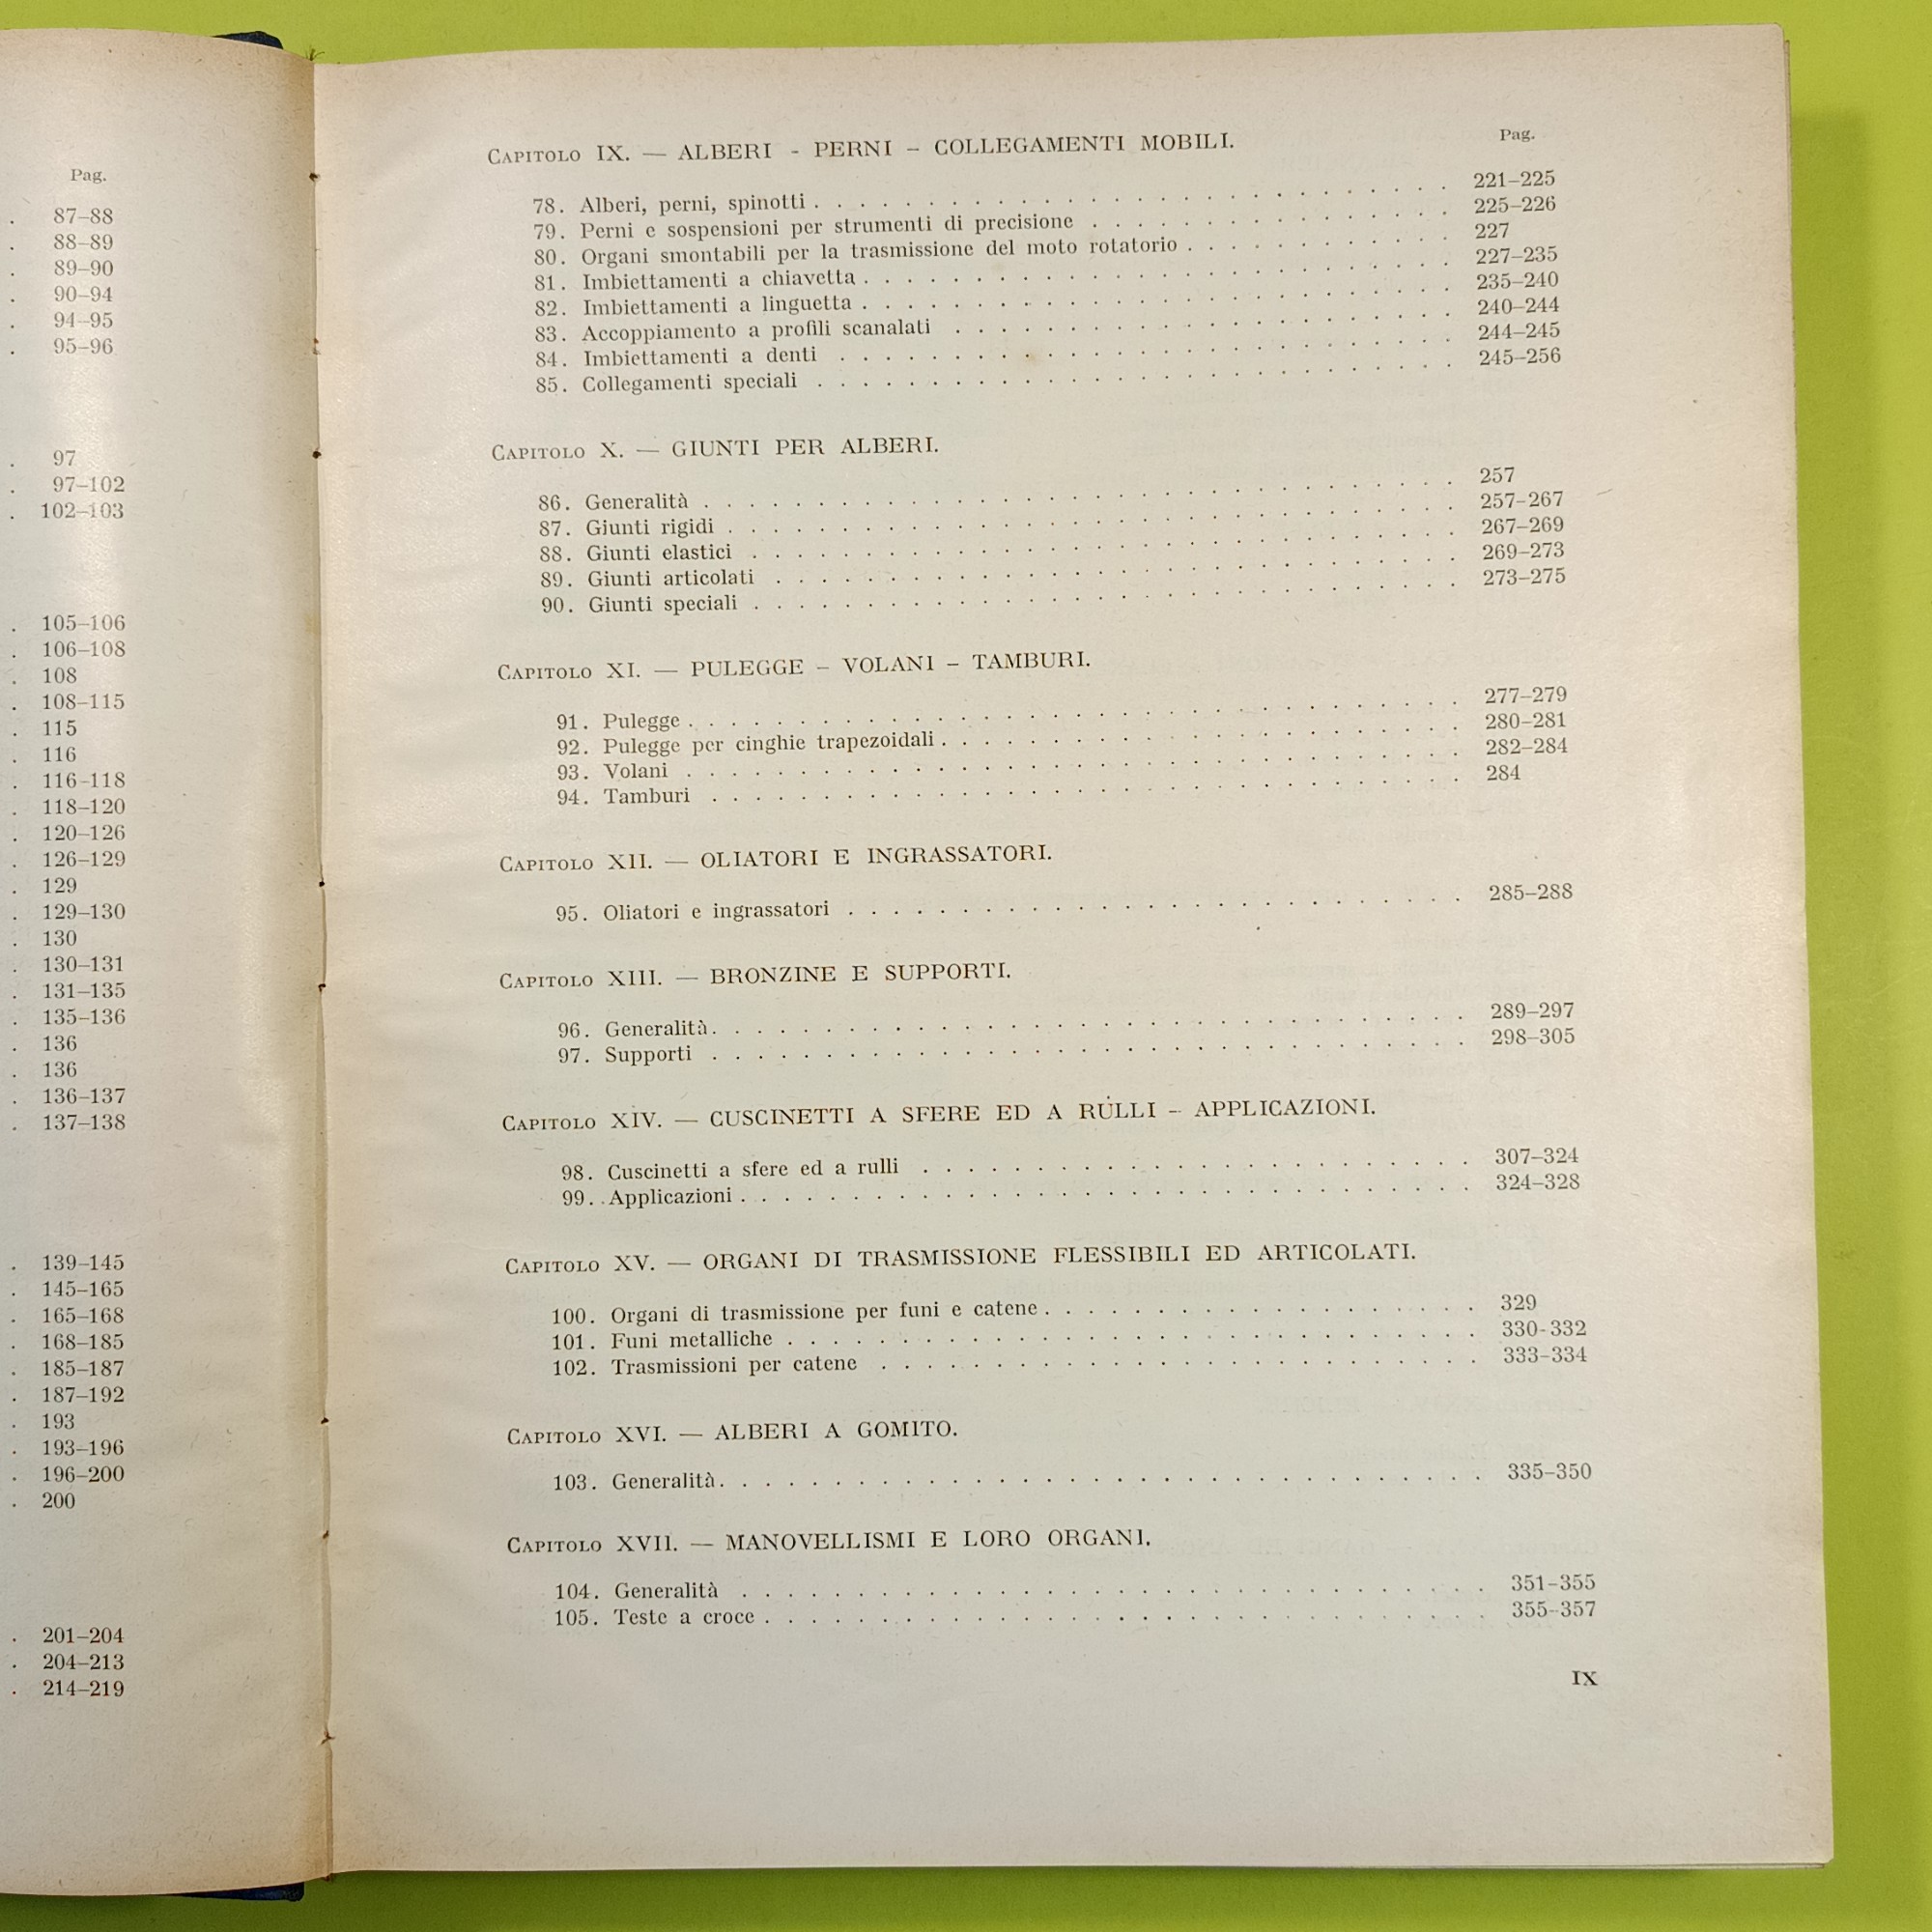 Pag.
. 87–88
. 88–89
. 89–90
. 90–94
. 94–95
. 95–96
. 97
. 97–102
. 102–103
. 105–106
. 106–108
. 108
. 108–115
. 115
. 116
. 116–118
. 118–120
. 120–126
. 126–129
. 129
. 129–130
. 130
. 130–131
. 131–135
. 135–136
. 136
. 136
. 136–137
. 137–138
. 139–145
. 145–165
. 165–168
. 168–185
. 185–187
. 187–192
. 193
. 193–196
. 196–200
. 200
. 201–204
. 204–213
. 214–219
Pag.
Capitolo IX. — ALBERI - PERNI – COLLEGAMENTI MOBILI.
78. Alberi, perni, spinotti . . . . . . . . . . 221–225
79. Perni e sospensioni per strumenti di precisione . . . . . . . . . . 225–226
80. Organi smontabili per la trasmissione del moto rotatorio . . . . . . . . . . 227
81. Imbiettamenti a chiavetta . . . . . . . . . . 227–235
82. Imbiettamenti a linguetta . . . . . . . . . . 235–240
83. Accoppiamento a profili scanalati . . . . . . . . . . 240–244
84. Imbiettamenti a denti . . . . . . . . . . 244–245
85. Collegamenti speciali . . . . . . . . . . 245–256
Capitolo X. — GIUNTI PER ALBERI.
86. Generalità . . . . . . . . . . 257
87. Giunti rigidi . . . . . . . . . . 257–267
88. Giunti elastici . . . . . . . . . . 267–269
89. Giunti articolati . . . . . . . . . . 269–273
90. Giunti speciali . . . . . . . . . . 273–275
Capitolo XI. — PULEGGE – VOLANI – TAMBURI.
91. Pulegge . . . . . . . . . . 277–279
92. Pulegge per cinghie trapezoidali . . . . . . . . . . 280–281
93. Volani . . . . . . . . . . 282–284
94. Tamburi . . . . . . . . . . 284
Capitolo XII. — OLIATORI E INGRASSATORI.
95. Oliatori e ingrassatori . . . . . . . . . . 285–288
Capitolo XIII. — BRONZINE E SUPPORTI.
96. Generalità . . . . . . . . . . 289–297
97. Supporti . . . . . . . . . . 298–305
Capitolo XIV. — CUSCINETTI A SFERE ED A RULLI – APPLICAZIONI.
98. Cuscinetti a sfere ed a rulli . . . . . . . . . . 307–324
99. Applicazioni . . . . . . . . . . 324–328
Capitolo XV. — ORGANI DI TRASMISSIONE FLESSIBILI ED ARTICOLATI.
100. Organi di trasmissione per funi e catene . . . . . . . . . . 329
101. Funi metalliche . . . . . . . . . . 330-332
102. Trasmissioni per catene . . . . . . . . . . 333–334
Capitolo XVI. — ALBERI A GOMITO.
103. Generalità . . . . . . . . . . 335–350
Capitolo XVII. — MANOVELLISMI E LORO ORGANI.
104. Generalità . . . . . . . . . . 351–355
105. Teste a croce . . . . . . . . . . 355–357
IX